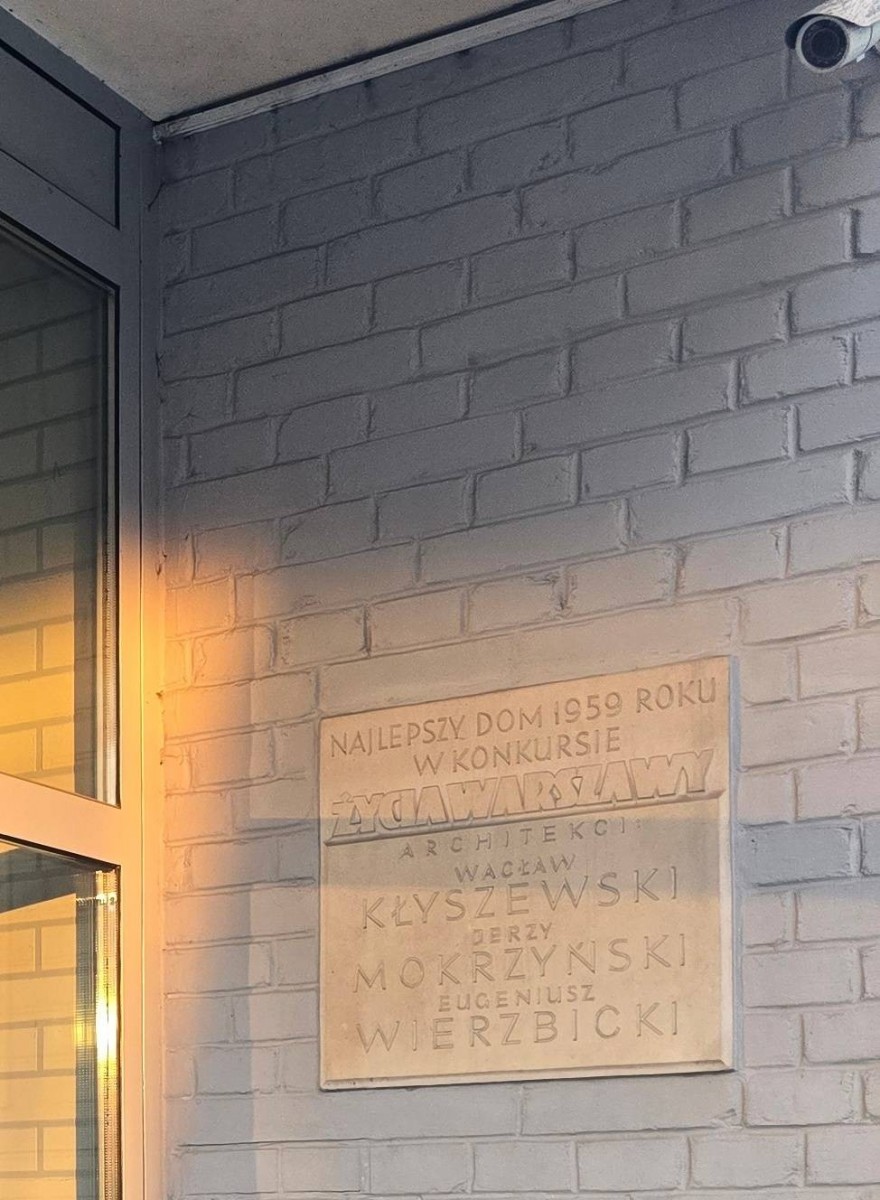 NAJLEPSZY DOM 1959 ROKU
W KONKURSIE
ŻYCIA WARSZAWY
ARCHITEKCI:
WACŁAW
KŁYSZEWSKI
JERZY
MOKRZYŃSKI
EUGENIUSZ
WIERZBICKI